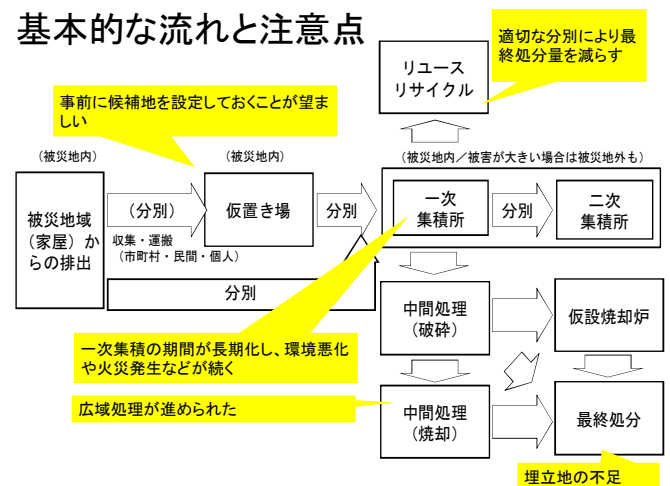 基本的な流れと注意点
適切な分別により最
終処分量を減らす
リユース
リサイクル
事前に候補地を設定しておくことが望ま
しい
（被災地内）
（被災地内）
（被災地内／被害が大きい場合は被災地外も）
被災地域
（家屋）か
らの排出
（分別）
収集・運搬
（市町村・民間・個人）
仮置き場
分別
一次
集積所
分別
二次
集積所
分別
中間処理
（破砕）
仮設焼却炉
一次集積の期間が長期化し、環境悪化
や火災発生などが続く
広域処理が進められた
中間処理
（焼却）
最終処分
埋立地の不足